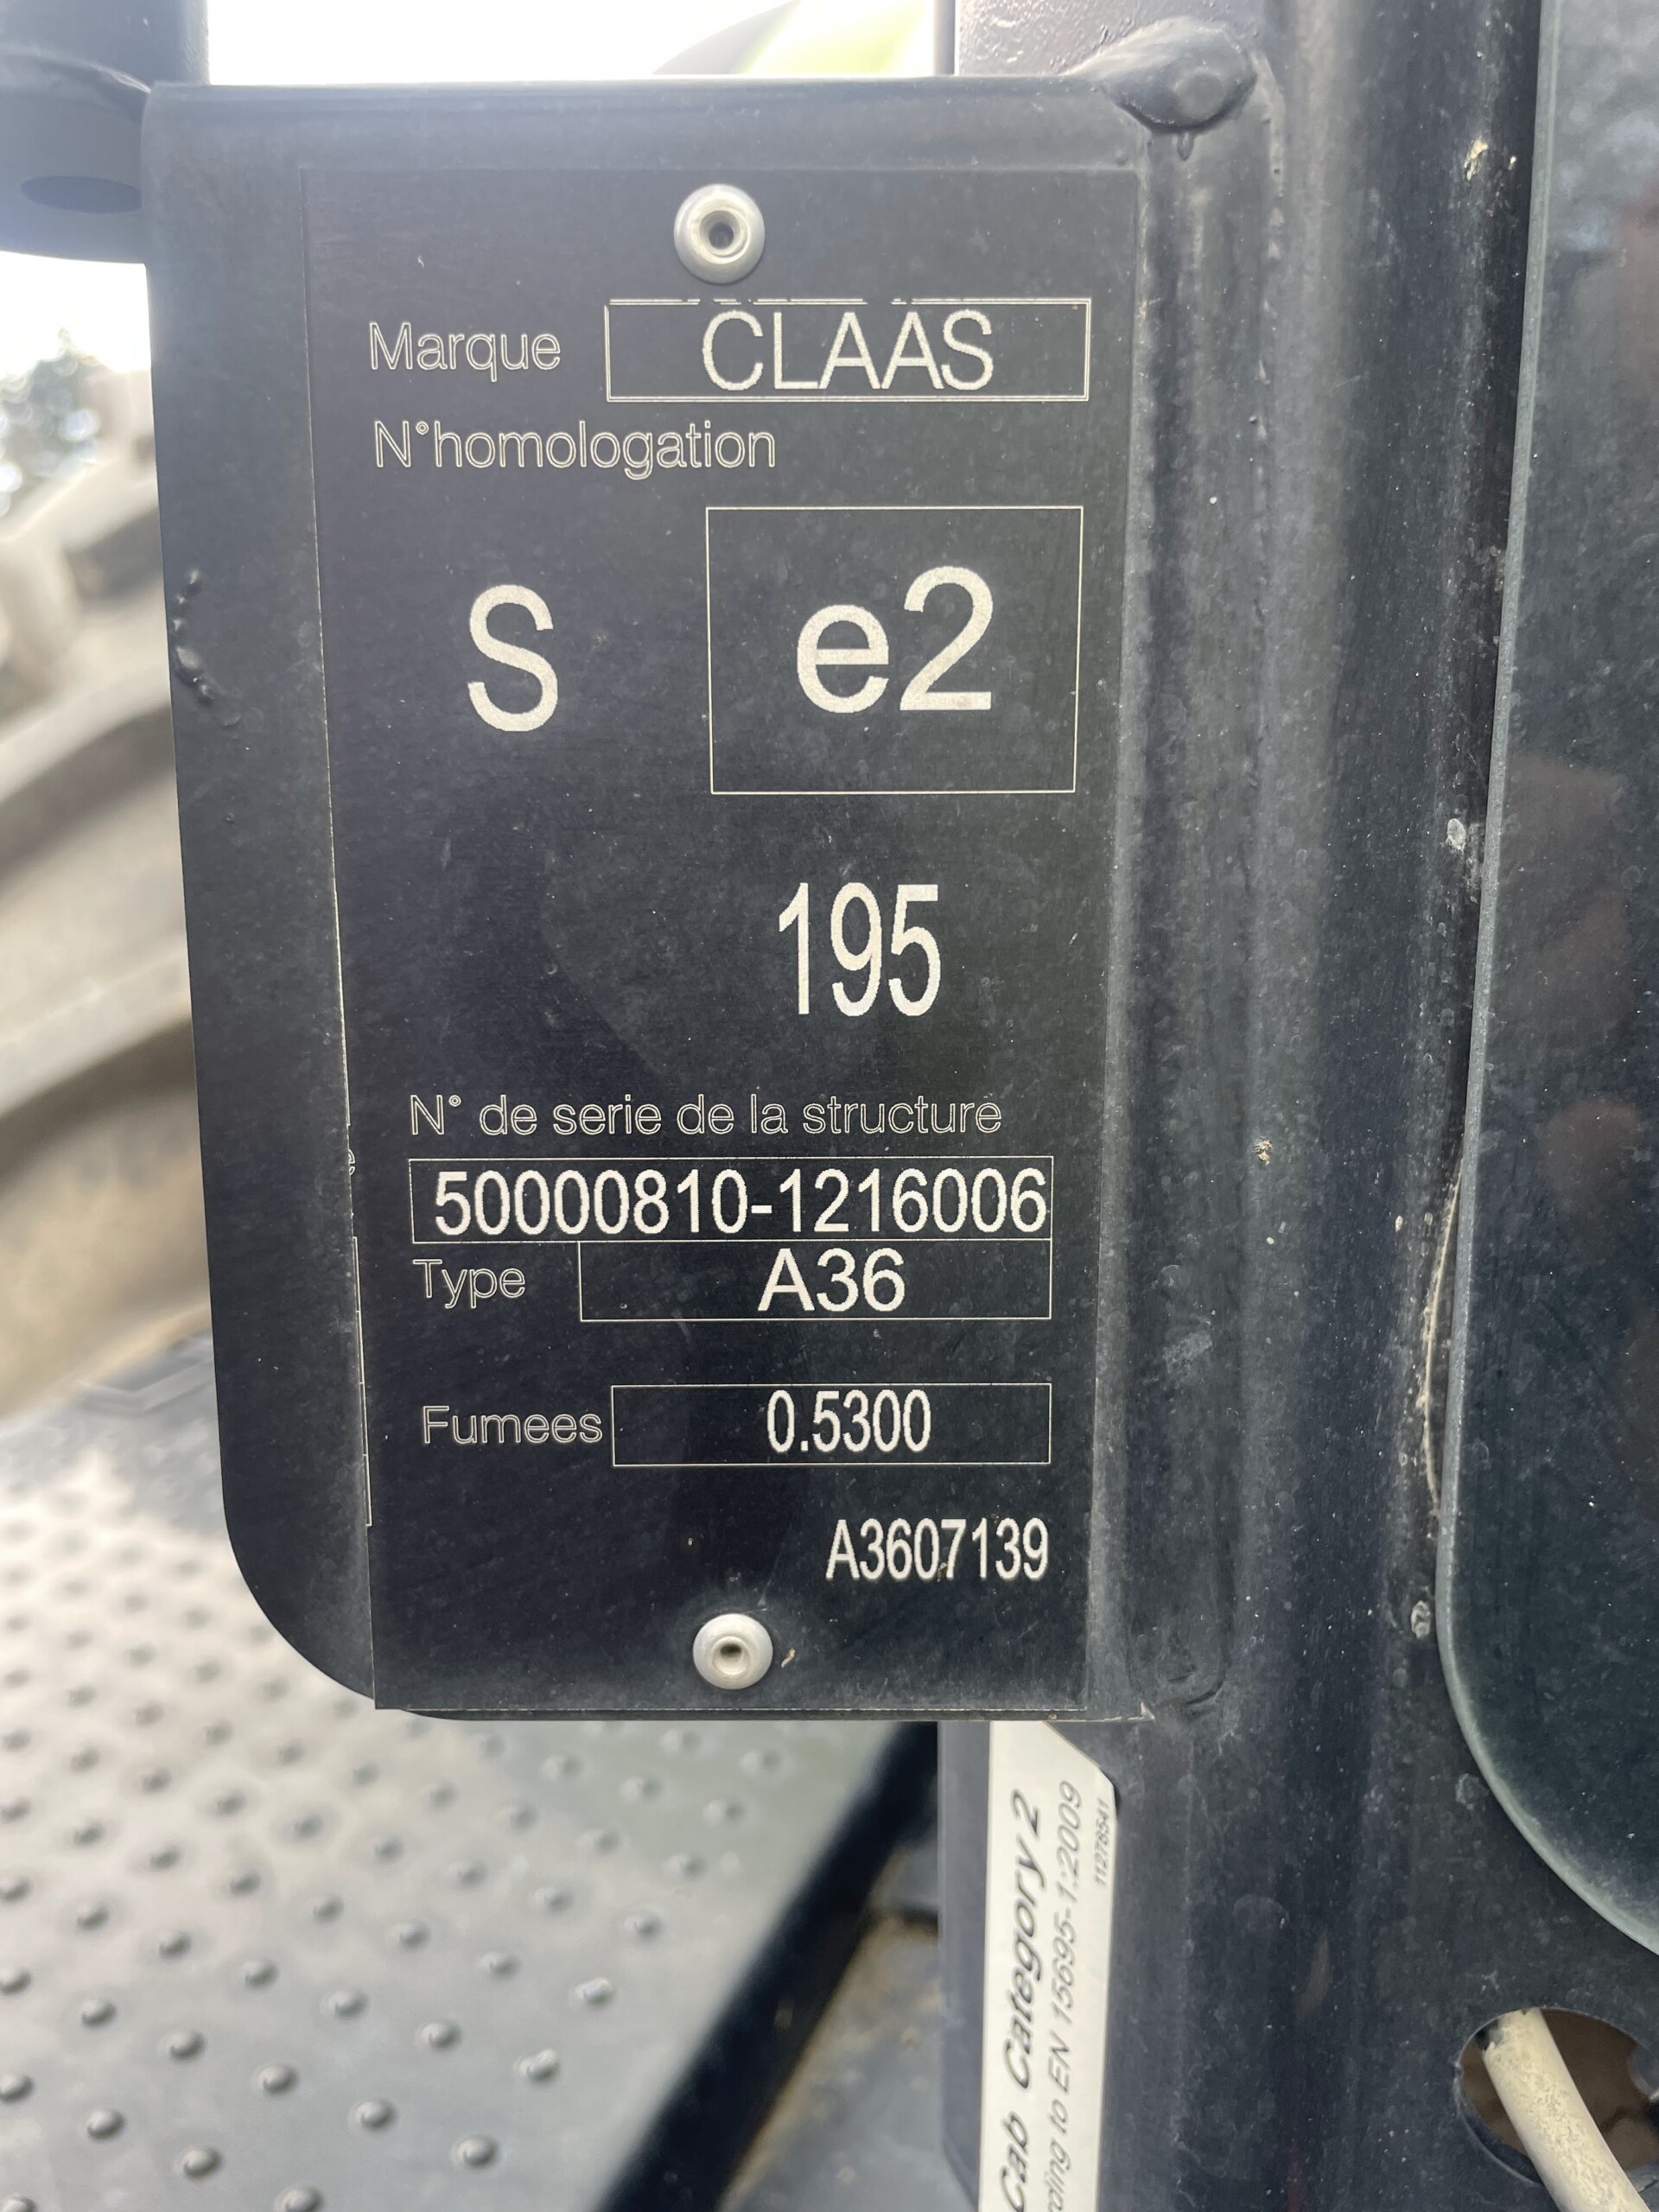 Marque CLAAS
N°homologation
S e2
195
N° de serie de la structure
50000810-1216006
Type A36
Fumees 0.5300
A3607139
Cab Category 2
to EN 15695-1:2009
11278541